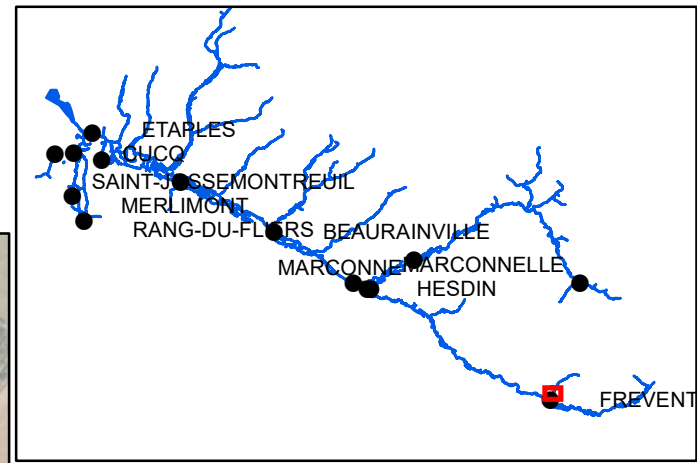 ETAPLES
CUCQ
SAINT-JOSSE
MONTREUIL
MERLIMONT
RANG-DU-FLIERS
BEAURAINVILLE
MARCONNE
MARCONNELLE
HESDIN
FREVENT